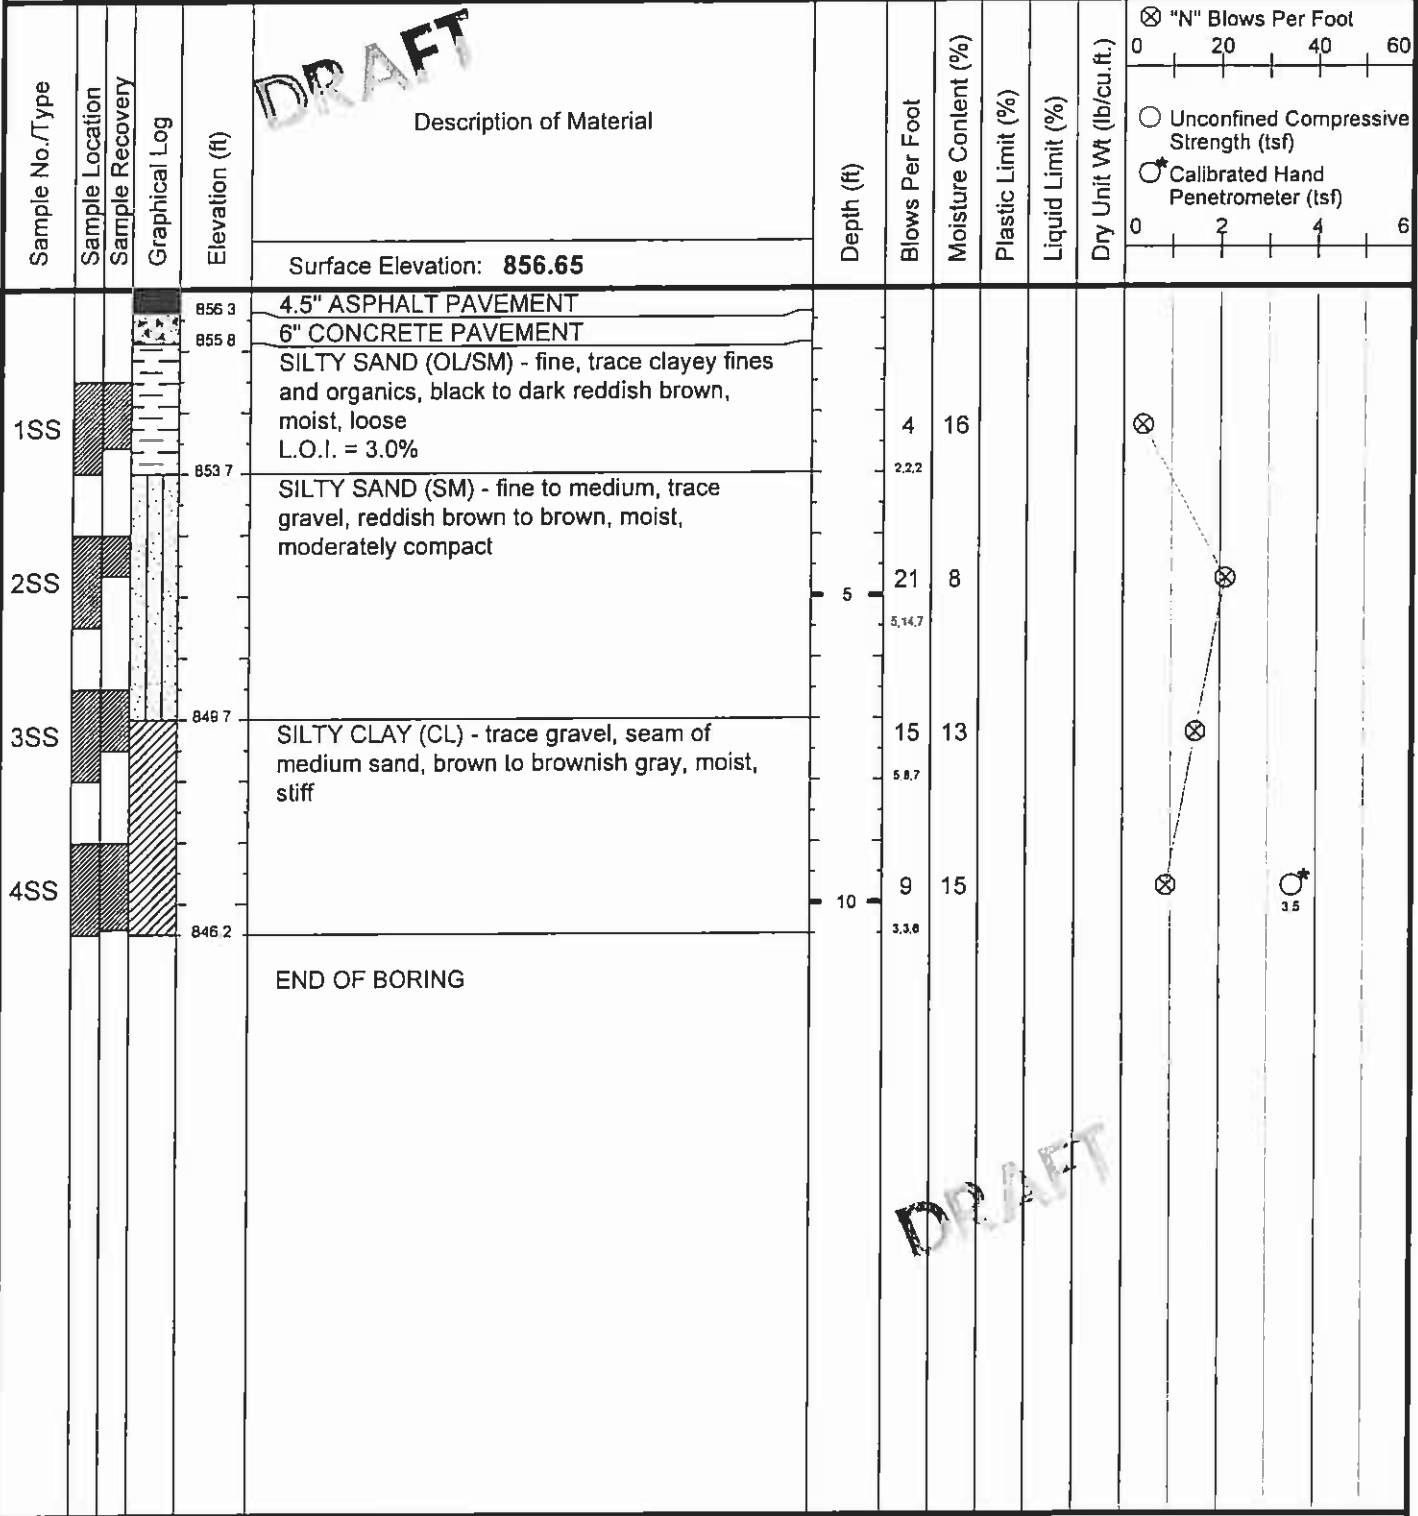 DRAFT
Sample No./Type
Sample Location
Sample Recovery
Graphical Log
Elevation (ft)
Description of Material
Surface Elevation: 856.65
Depth (ft)
Blows Per Foot
Moisture Content (%)
Plastic Limit (%)
Liquid Limit (%)
Dry Unit Wt (lb/cu.ft.)
"N" Blows Per Foot
0 20 40 60
Unconfined Compressive
Strength (tsf)
* Calibrated Hand
Penetrometer (tsf)
0 2 4 6
856 3 4.5" ASPHALT PAVEMENT
855 8 6" CONCRETE PAVEMENT
SILTY SAND (OL/SM) - fine, trace clayey fines
and organics, black to dark reddish brown,
moist, loose
L.O.I. = 3.0%
1SS 4 16
2,2,2
853 7
SILTY SAND (SM) - fine to medium, trace
gravel, reddish brown to brown, moist,
moderately compact
2SS 21 8
5
5,14,7
849 7
SILTY CLAY (CL) - trace gravel, seam of
medium sand, brown to brownish gray, moist,
stiff
3SS 15 13
5,8,7
4SS 9 15 *
3 5
10
3,3,6
846 2
END OF BORING
DRAFT